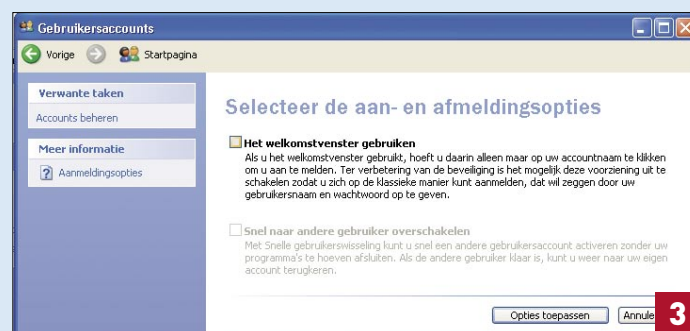 Gebruikersaccounts
Vorige
Startpagina
Verwante taken
Accounts beheren
Meer informatie
Aanmeldingsopties
Selecteer de aan- en afmeldingsopties
Het welkomstvenster gebruiken
Als u het welkomstvenster gebruikt, hoeft u daarin alleen maar op uw accountnaam te klikken
om u aan te melden. Ter verbetering van de beveiliging is het mogelijk deze voorziening uit te
schakelen zodat u zich op de klassieke manier kunt aanmelden, dat wil zeggen door uw
gebruikersnaam en wachtwoord op te geven.
Snel naar andere gebruiker overschakelen
Met Snelle gebruikerswisseling kunt u snel een andere gebruikersaccount activeren zonder uw
programma's te hoeven afsluiten. Als de andere gebruiker klaar is, kunt u weer naar uw eigen
account terugkeren.
Opties toepassen
3